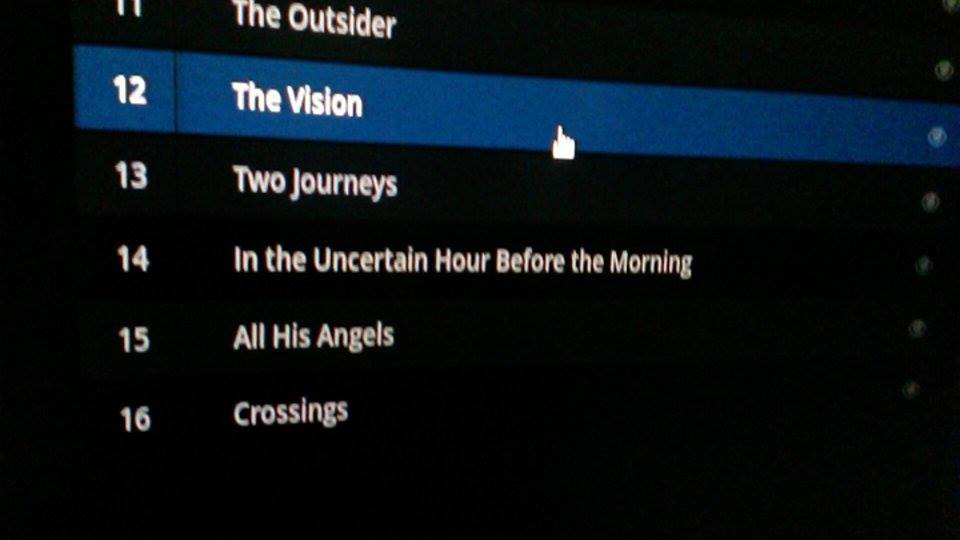 11 The Outsider
12 The Vision
13 Two Journeys
14 In the Uncertain Hour Before the Morning
15 All His Angels
16 Crossings